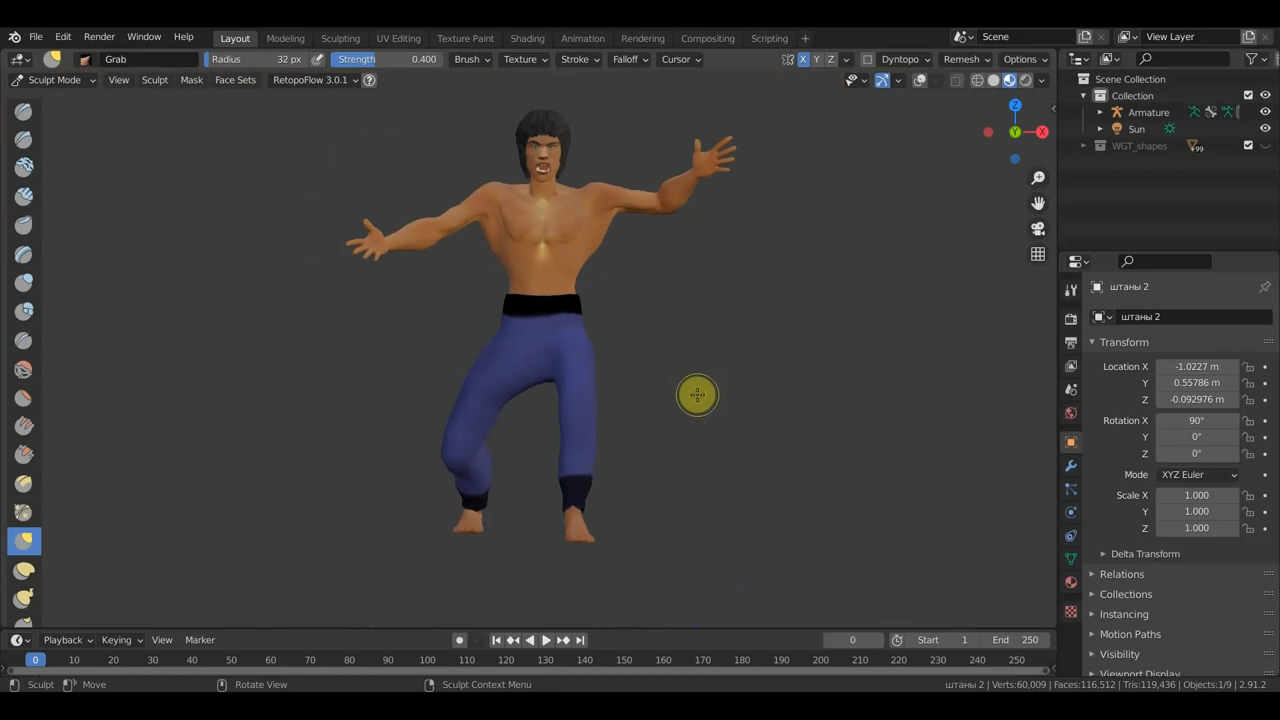 File Edit Render Window Help Layout Modeling Sculpting UV Editing Texture Paint Shading Animation Rendering Compositing Scripting Scene View Layer
Grab Radius 32 px Strength 0.400 Brush Texture Stroke Falloff Cursor X Y Z Dyntopo Remesh Options
Sculpt Mode View Sculpt Mask Face Sets RetopoFlow 3.0.1
Scene Collection
Collection
Armature
Sun
WGT_shapes +99
Z
Y X
штаны 2
штаны 2
Transform
Location X -1.0227 m
Y 0.55786 m
Z -0.092976 m
Rotation X 90°
Y 0°
Z 0°
Mode XYZ Euler
Scale X 1.000
Y 1.000
Z 1.000
Delta Transform
Relations
Collections
Instancing
Motion Paths
Visibility
Viewport Display
Playback Keying View Marker 0 Start 1 End 250
0 10 20 30 40 50 60 70 80 90 100 110 120 130 140 150 160 170 180 190 200 210 220 230 240 250
Sculpt Move Rotate View Sculpt Context Menu штаны 2 | Verts:60,009 | Faces:116,512 | Tris:119,436 | Objects:1/9 | 2.91.2